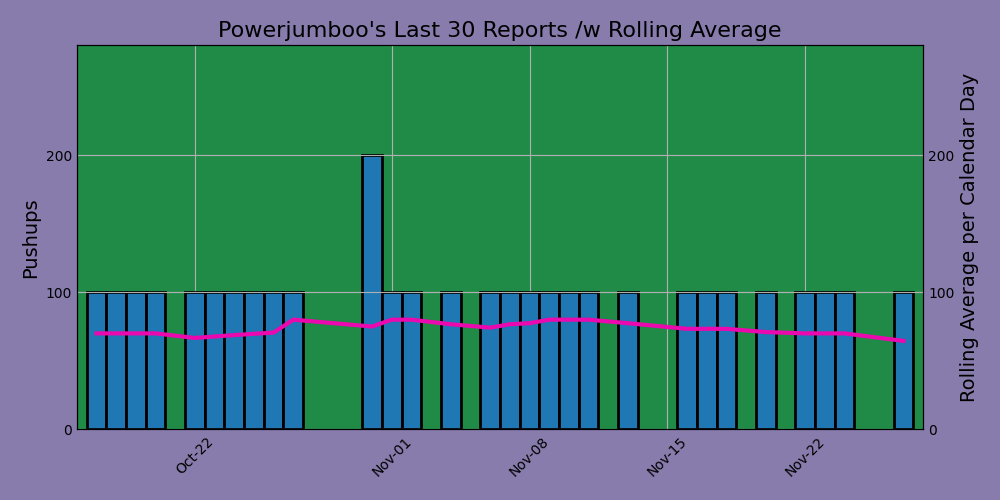 Powerjumboo's Last 30 Reports /w Rolling Average
Pushups
200
100
0
200
100
0
Rolling Average per Calendar Day
Oct-22
Nov-01
Nov-08
Nov-15
Nov-22